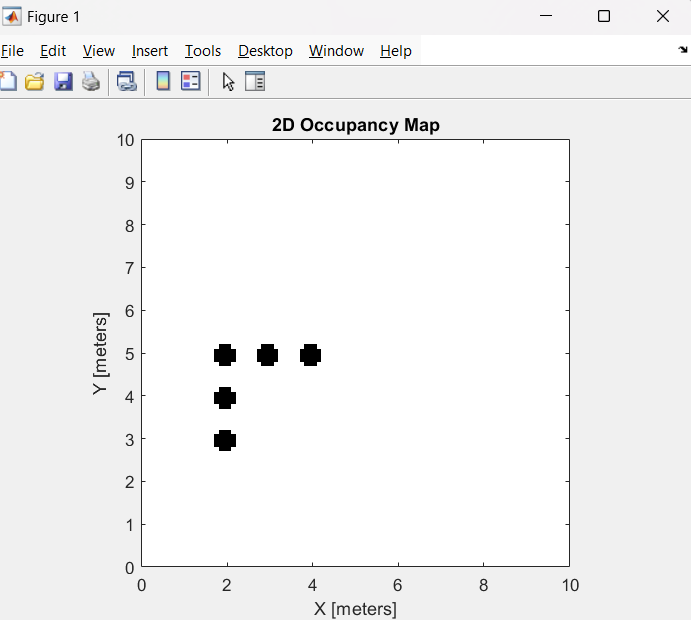 Figure 1
File Edit View Insert Tools Desktop Window Help
2D Occupancy Map
10
9
8
7
6
5
4
3
2
1
0
Y [meters]
0 2 4 6 8 10
X [meters]